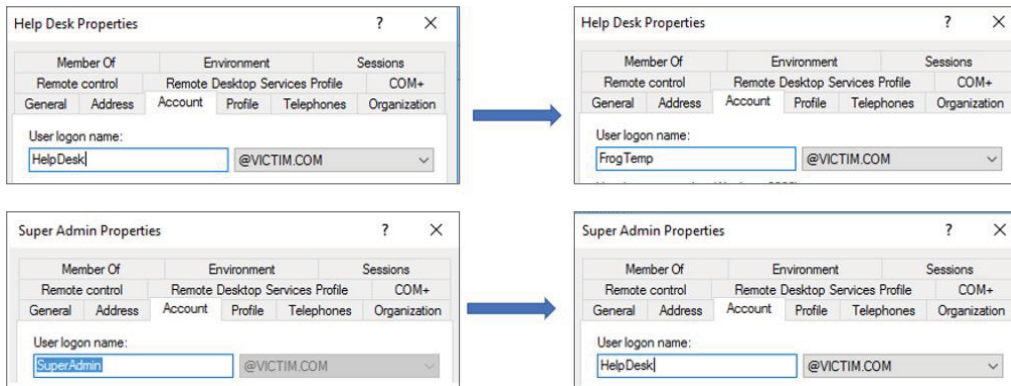 Help Desk Properties ? ×
Member Of Environment Sessions
Remote control Remote Desktop Services Profile COM+
General Address Account Profile Telephones Organization
User logon name:
HelpDesk @VICTIM.COM
Help Desk Properties ? ×
Member Of Environment Sessions
Remote control Remote Desktop Services Profile COM+
General Address Account Profile Telephones Organization
User logon name:
FrogTemp @VICTIM.COM
Super Admin Properties ? ×
Member Of Environment Sessions
Remote control Remote Desktop Services Profile COM+
General Address Account Profile Telephones Organization
User logon name:
SuperAdmin @VICTIM.COM
Super Admin Properties ? ×
Member Of Environment Sessions
Remote control Remote Desktop Services Profile COM+
General Address Account Profile Telephones Organization
User logon name:
HelpDesk @VICTIM.COM